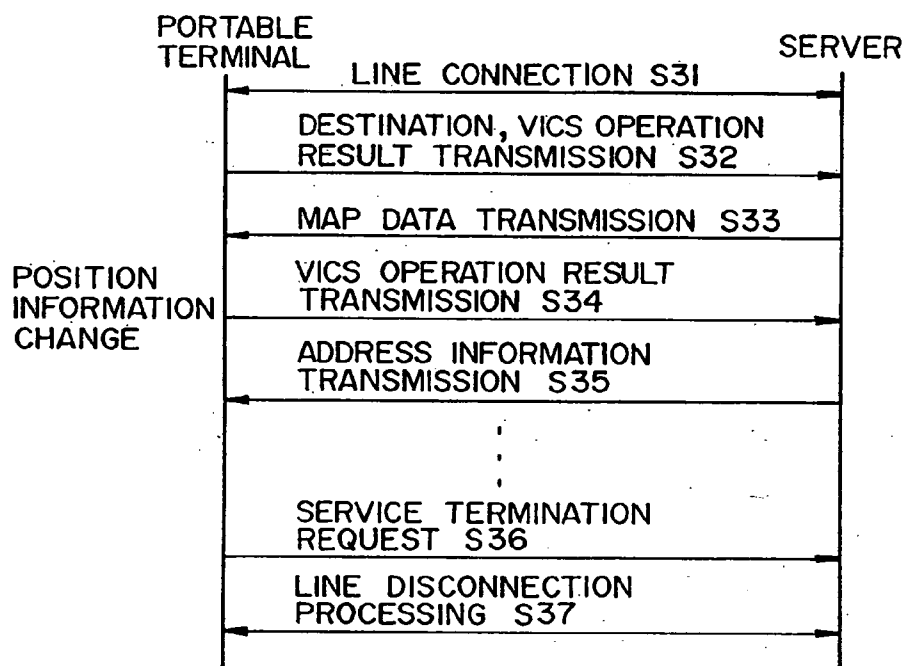 PORTABLE
TERMINAL
SERVER
LINE CONNECTION S31
DESTINATION, VICS OPERATION
RESULT TRANSMISSION S32
MAP DATA TRANSMISSION S33
POSITION
INFORMATION
CHANGE
VICS OPERATION RESULT
TRANSMISSION S34
ADDRESS INFORMATION
TRANSMISSION S35
SERVICE TERMINATION
REQUEST S36
LINE DISCONNECTION
PROCESSING S37